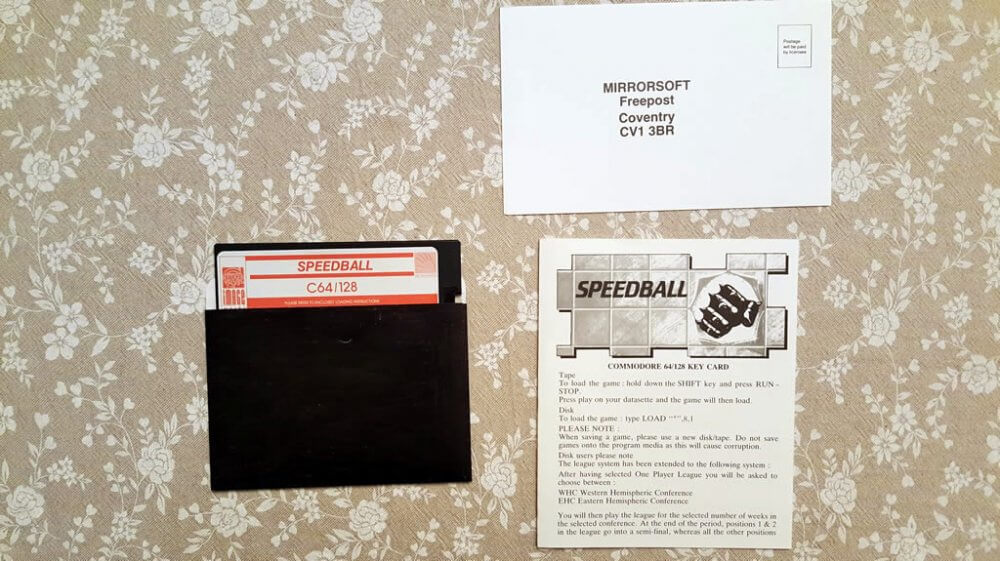 Postage
will be paid
by licensee
MIRRORSOFT
Freepost
Coventry
CV1 3BR
SPEEDBALL
C64/128
image
PLEASE REFER TO ENCLOSED LOADING INSTRUCTIONS
SPEEDBALL
COMMODORE 64/128 KEY CARD
Tape
To load the game : hold down the SHIFT key and press RUN -
STOP.
Press play on your datasette and the game will then load.
Disk
To load the game : type LOAD "*",8,1
PLEASE NOTE :
When saving a game, please use a new disk/tape. Do not save
games onto the program media as this will cause corruption.
Disk users please note
The league system has been extended to the following system :
After having selected One Player League you will be asked to
choose between :
WHC Western Hemispheric Conference
EHC Eastern Hemispheric Conference
You will then play the league for the selected number of weeks in
the selected conference. At the end of the period, positions 1 & 2
in the league go into a semi-final, whereas all the other positions